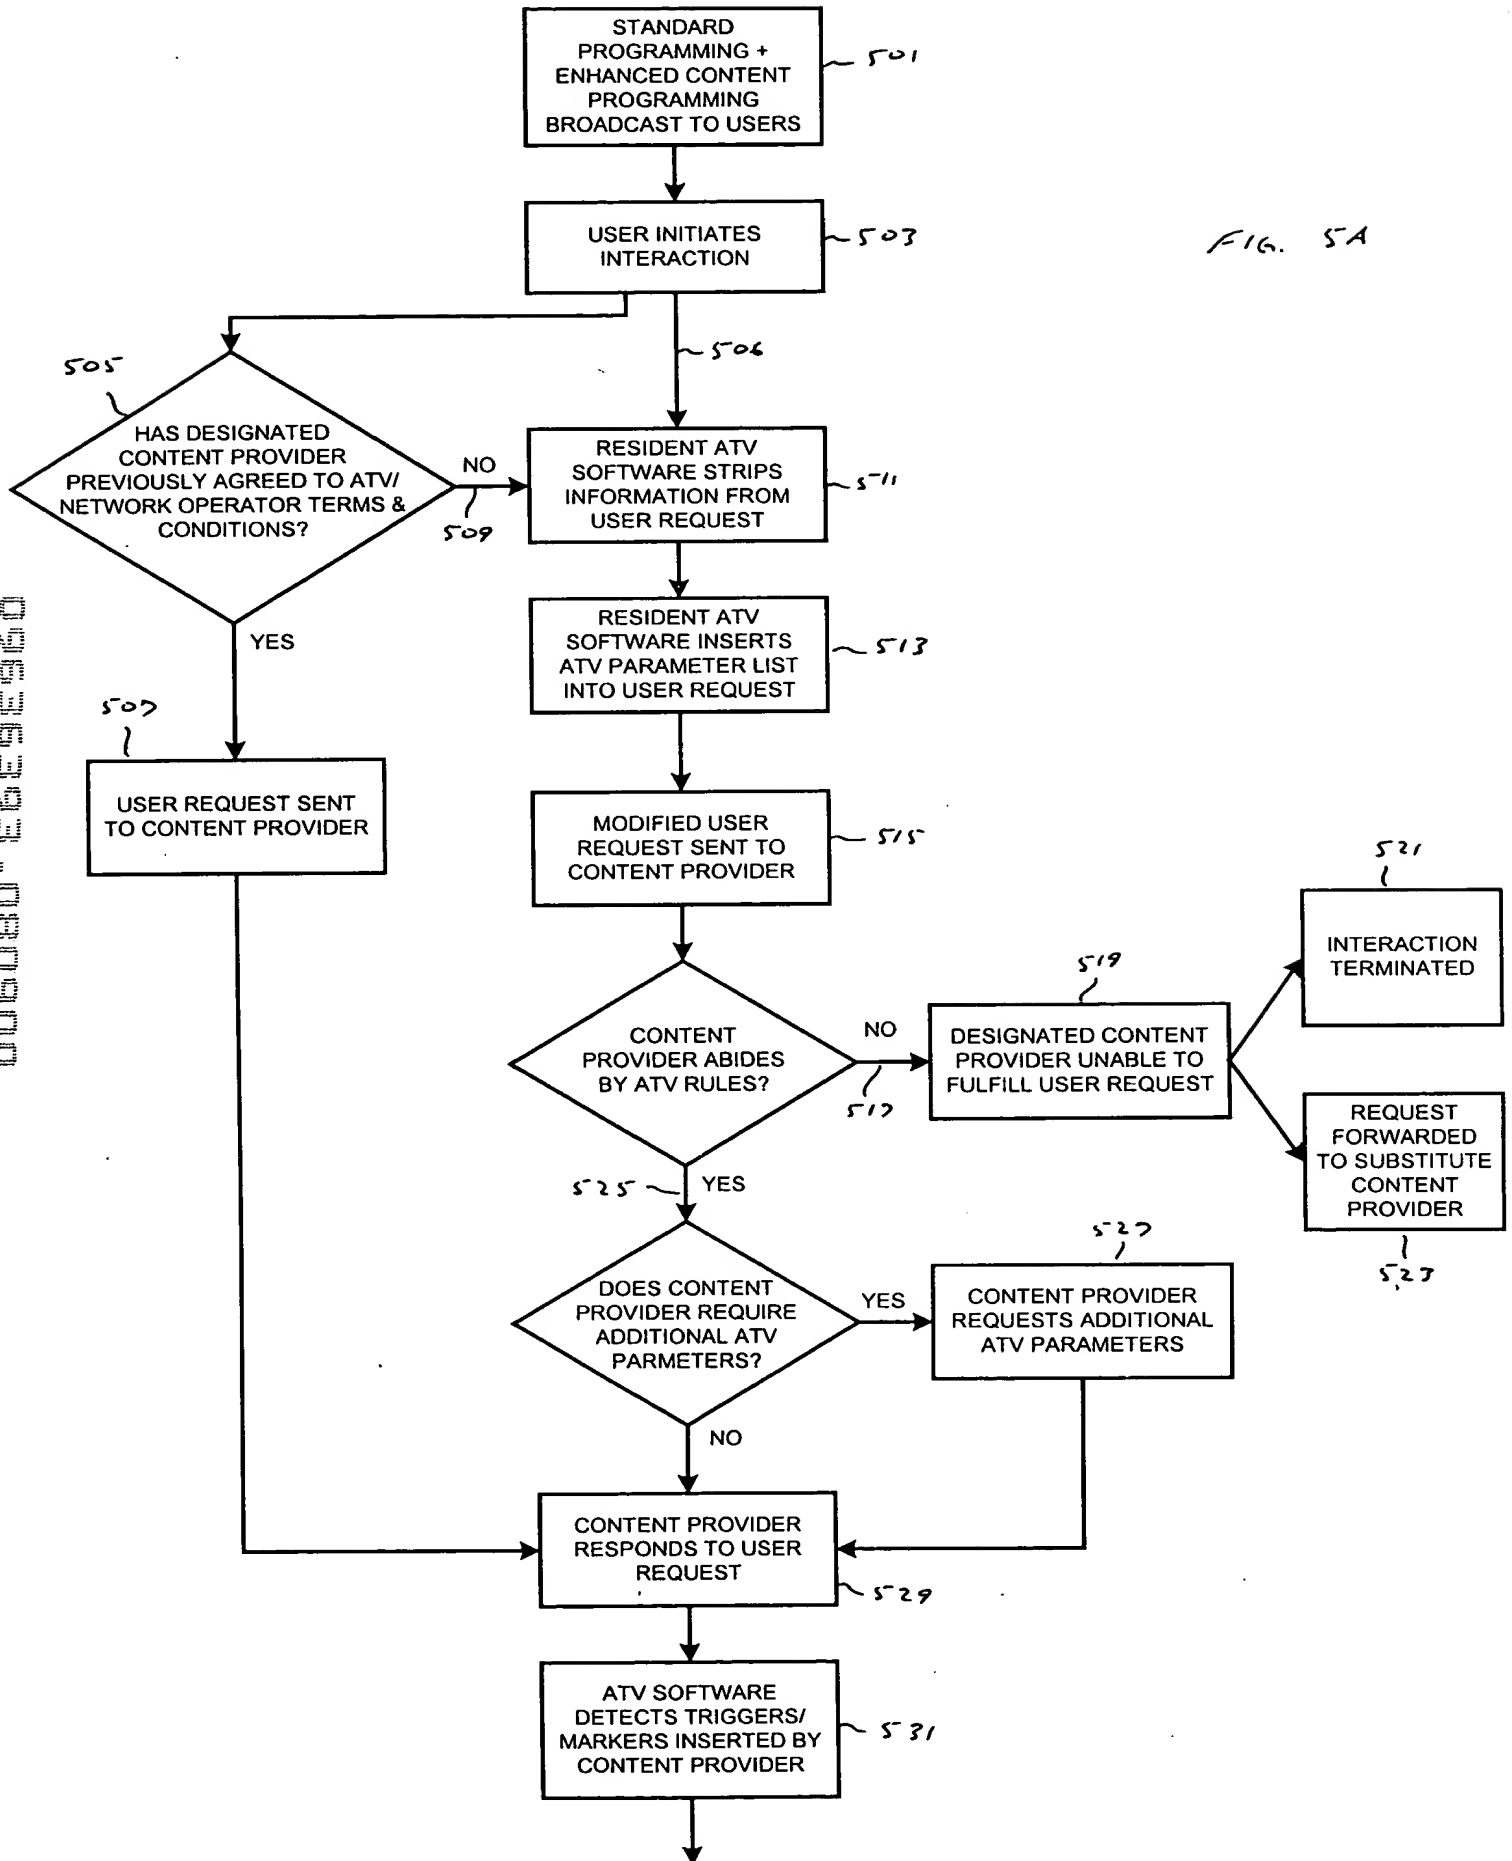 STANDARD
PROGRAMMING +
ENHANCED CONTENT
PROGRAMMING
BROADCAST TO USERS
501
USER INITIATES
INTERACTION
503
FIG. 5A
505
506
HAS DESIGNATED
CONTENT PROVIDER
PREVIOUSLY AGREED TO ATV/
NETWORK OPERATOR TERMS &
CONDITIONS?
NO
509
RESIDENT ATV
SOFTWARE STRIPS
INFORMATION FROM
USER REQUEST
511
YES
RESIDENT ATV
SOFTWARE INSERTS
ATV PARAMETER LIST
INTO USER REQUEST
513
507
USER REQUEST SENT
TO CONTENT PROVIDER
MODIFIED USER
REQUEST SENT TO
CONTENT PROVIDER
515
521
INTERACTION
TERMINATED
CONTENT
PROVIDER ABIDES
BY ATV RULES?
NO
517
519
DESIGNATED CONTENT
PROVIDER UNABLE TO
FULFILL USER REQUEST
REQUEST
FORWARDED
TO SUBSTITUTE
CONTENT
PROVIDER
523
525
YES
DOES CONTENT
PROVIDER REQUIRE
ADDITIONAL ATV
PARMETERS?
YES
527
CONTENT PROVIDER
REQUESTS ADDITIONAL
ATV PARAMETERS
NO
CONTENT PROVIDER
RESPONDS TO USER
REQUEST
529
ATV SOFTWARE
DETECTS TRIGGERS/
MARKERS INSERTED BY
CONTENT PROVIDER
531